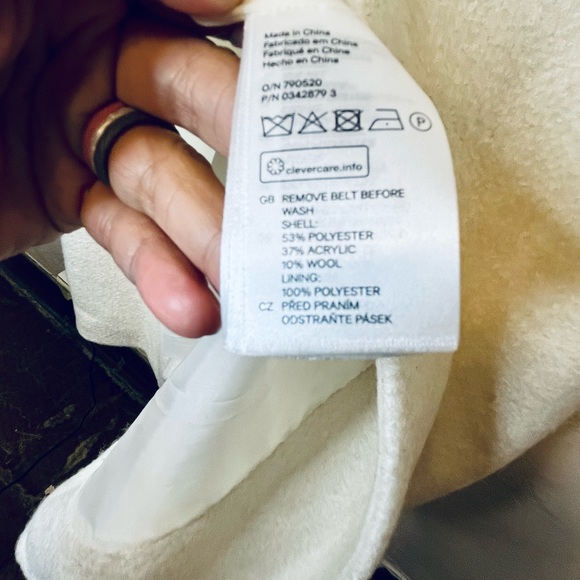 Made in China
Fabricado em China
Fabriqué en China
Hecho en China
O/N 790520
P/N 0342879 3
P
clevercare.info
GB REMOVE BELT BEFORE
WASH
SHELL:
53% POLYESTER
37% ACRYLIC
10% WOOL
LINING:
100% POLYESTER
CZ PŘED PRANÍM
ODSTRAŇTE PÁSEK